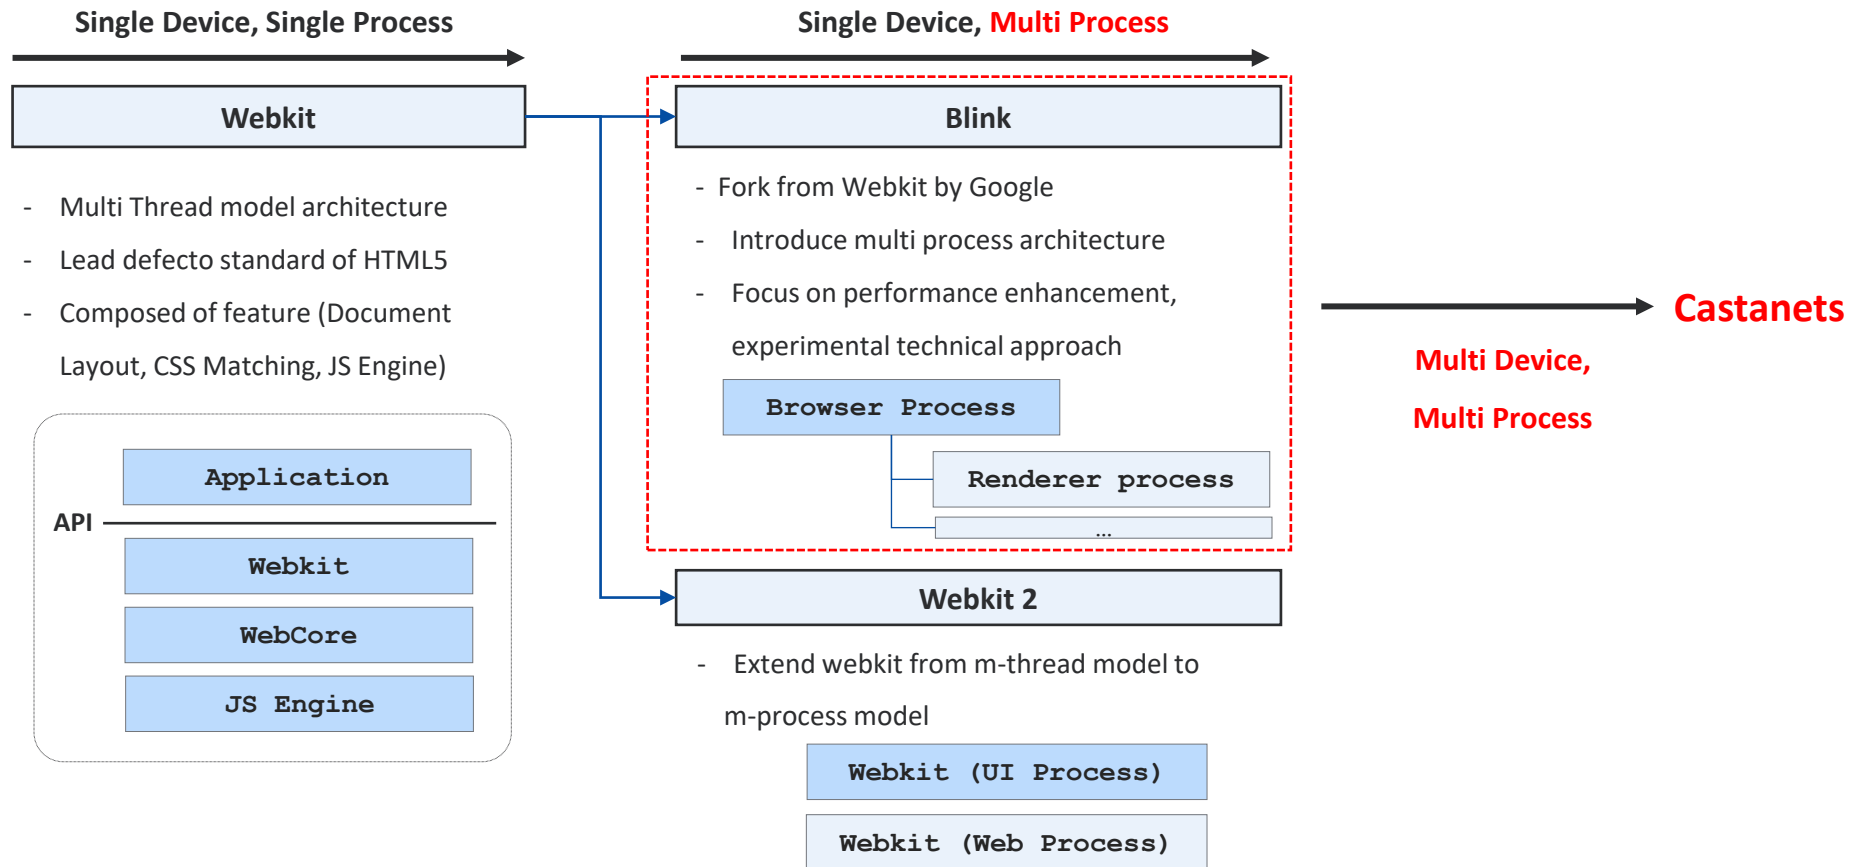 Single Device, Single Process
Webkit
- Multi Thread model architecture
- Lead defecto standard of HTML5
- Composed of feature (Document
Layout, CSS Matching, JS Engine)
Application
API
Webkit
WebCore
JS Engine
Single Device, Multi Process
Blink
- Fork from Webkit by Google
- Introduce multi process architecture
- Focus on performance enhancement,
experimental technical approach
Browser Process
Renderer process
...
Webkit 2
- Extend webkit from m-thread model to
m-process model
Webkit (UI Process)
Webkit (Web Process)
Castanets
Multi Device,
Multi Process